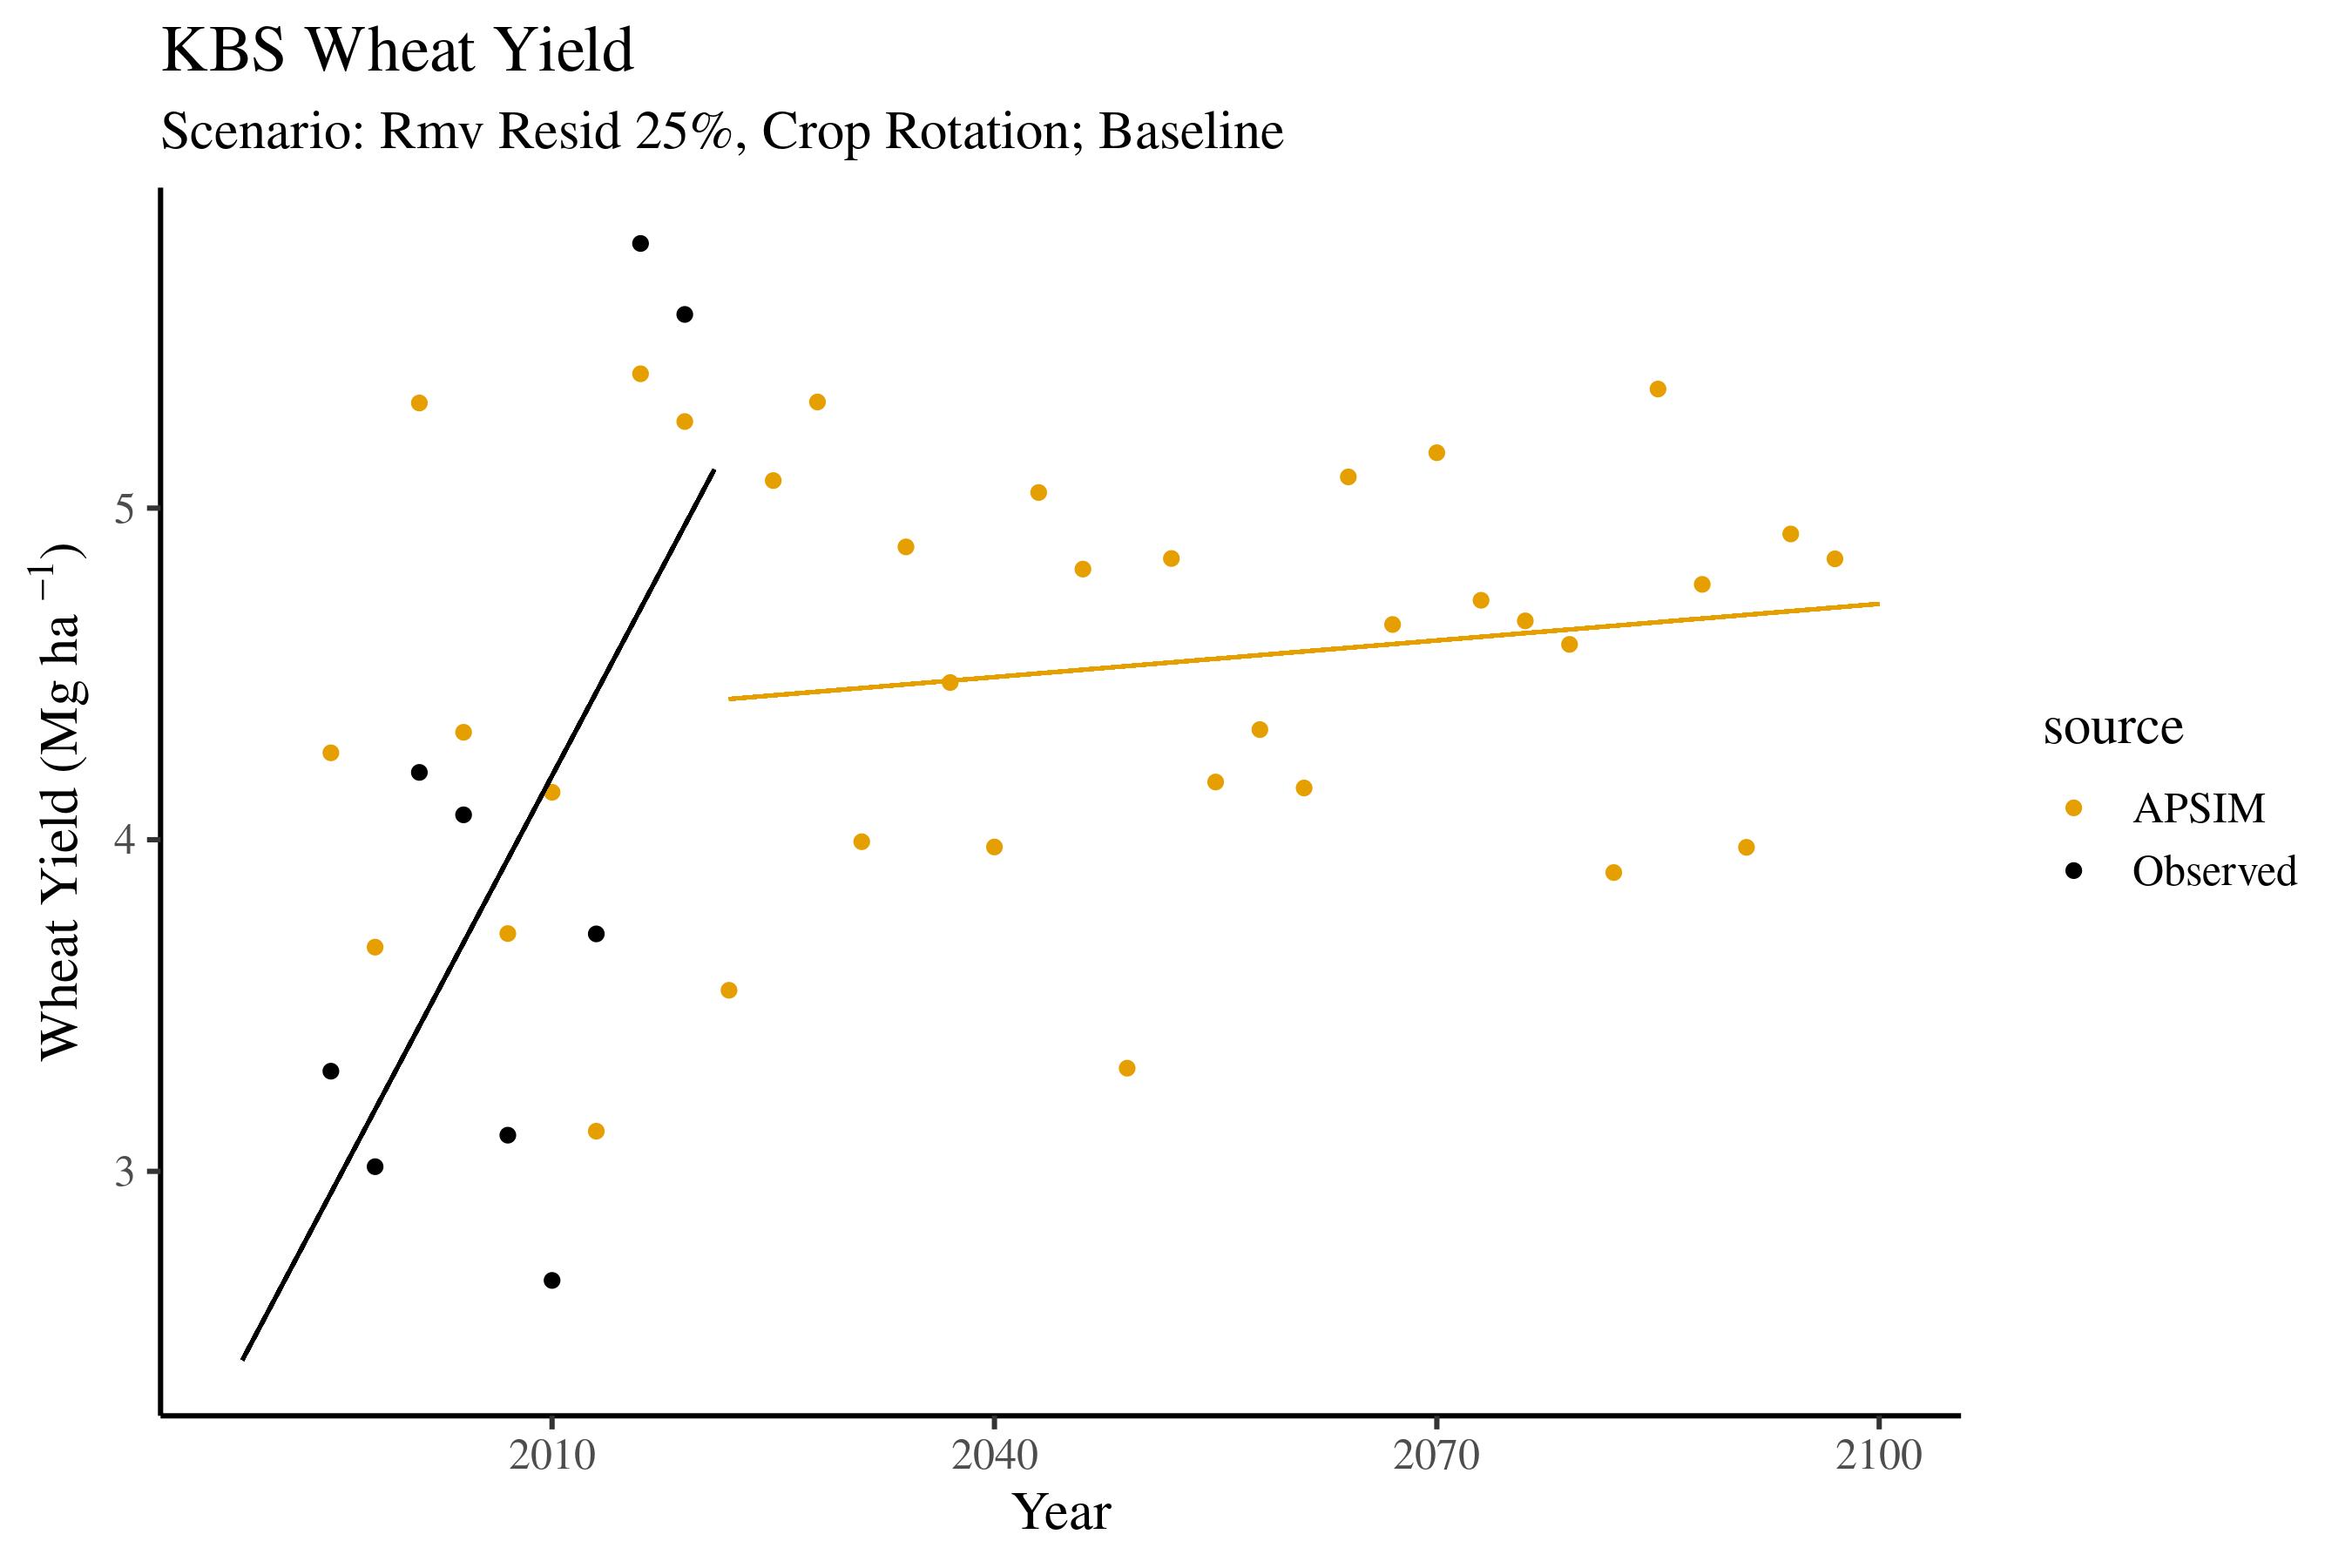 KBS Wheat Yield
Scenario: Rmv Resid 25%, Crop Rotation; Baseline
Wheat Yield (Mg ha −1)
5
4
3
2010
2040
2070
2100
Year
source
APSIM
Observed